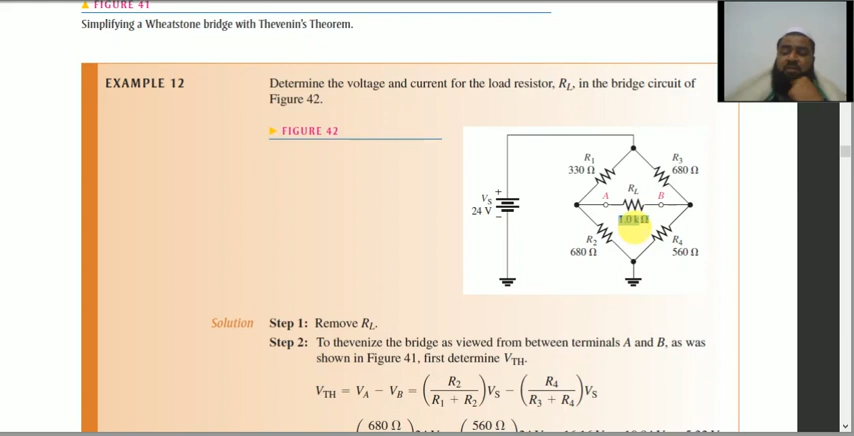 ▲ FIGURE 41
Simplifying a Wheatstone bridge with Thevenin's Theorem.
EXAMPLE 12
Determine the voltage and current for the load resistor, R_L, in the bridge circuit of
Figure 42.
▶ FIGURE 42
R1
330 Ω
R3
680 Ω
R_L
A
B
+
V_S
24 V
–
1.0 kΩ
R2
680 Ω
R4
560 Ω
Solution
Step 1: Remove R_L.
Step 2: To thevenize the bridge as viewed from between terminals A and B, as was
shown in Figure 41, first determine V_TH.
V_TH = V_A − V_B = (R2 / (R1 + R2)) V_S − (R4 / (R3 + R4)) V_S
680 Ω
560 Ω